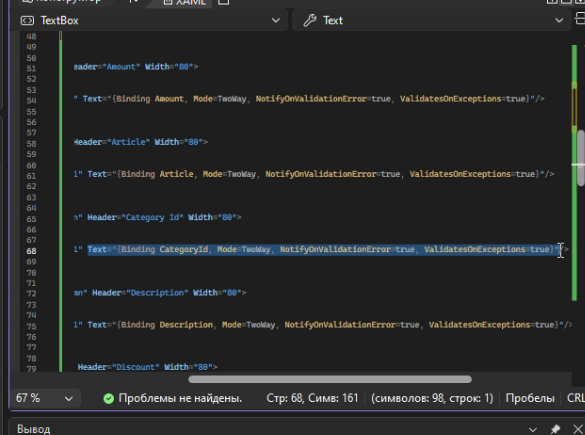 XAML
TextBox Text
48
49
50
51 eader="Amount" Width="80">
52
53
54 " Text="{Binding Amount, Mode=TwoWay, NotifyOnValidationError=true, ValidatesOnExceptions=true}"/>
55
56
57
58 Header="Article" Width="80">
59
60
61 1" Text="{Binding Article, Mode=TwoWay, NotifyOnValidationError=true, ValidatesOnExceptions=true}"/>
62
63
64
65 n" Header="Category Id" Width="80">
66
67
68 1" Text="{Binding CategoryId, Mode=TwoWay, NotifyOnValidationError=true, ValidatesOnExceptions=true}"/>
69
70
71
72 mn" Header="Description" Width="80">
73
74
75 1" Text="{Binding Description, Mode=TwoWay, NotifyOnValidationError=true, ValidatesOnExceptions=true}"/>
76
77
78
79 Header="Discount" Width="80">
67 % Проблемы не найдены. Стр: 68, Симв: 161 (символов: 98, строк: 1) Пробелы CRL
Вывод